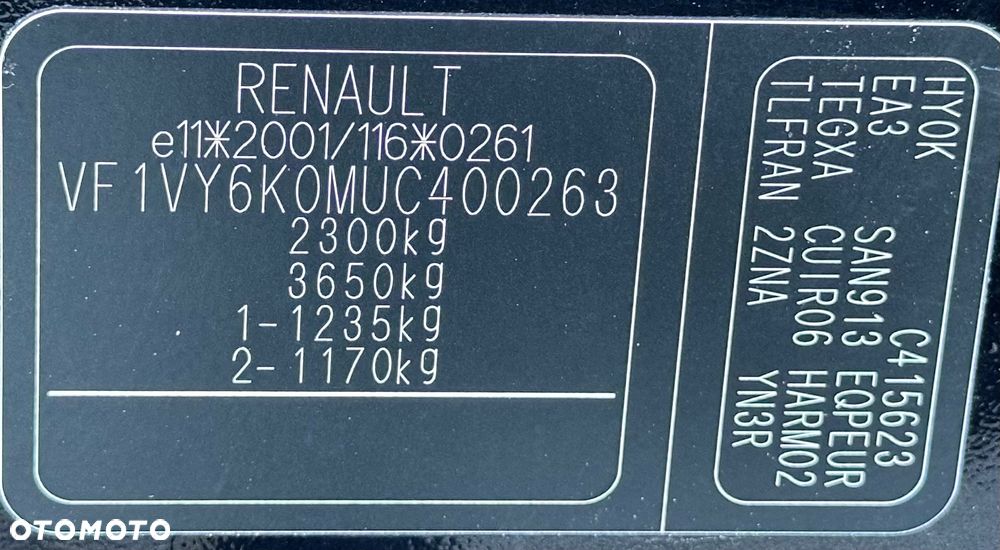 RENAULT
e11*2001/116*0261
VF1VY6K0MUC400263
2300kg
3650kg
1-1235kg
2-1170kg
HY0K C415623
EA3 SAN913 EQPEUR
TEGXA CUIR06 HARM02
TLFRAN 2ZNA YN3R
OTOMOTO